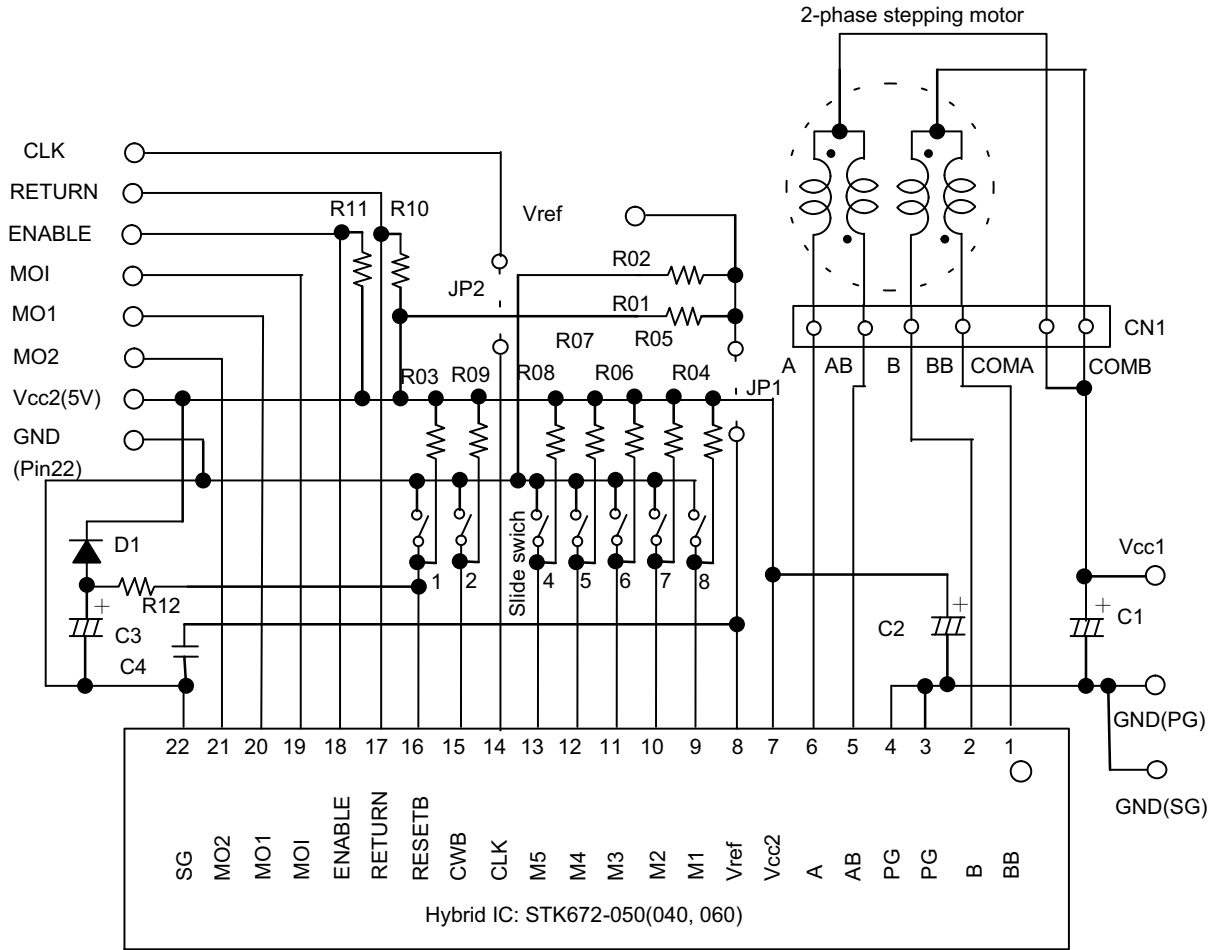 2-phase stepping motor
CLK
RETURN
ENABLE
MOI
MO1
MO2
Vcc2(5V)
GND
(Pin22)
R11
R10
Vref
R02
JP2
R01
R07
R05
R03
R09
R08
R06
R04
JP1
CN1
A
AB
B
BB
COMA
COMB
D1
R12
+
C3
C4
Slide swich
1
2
4
5
6
7
8
C2
+
Vcc1
+
C1
GND(PG)
GND(SG)
22 21 20 19 18 17 16 15 14 13 12 11 10 9 8 7 6 5 4 3 2 1
SG
MO2
MO1
MOI
ENABLE
RETURN
RESETB
CWB
CLK
M5
M4
M3
M2
M1
Vref
Vcc2
A
AB
PG
PG
B
BB
Hybrid IC: STK672-050(040, 060)